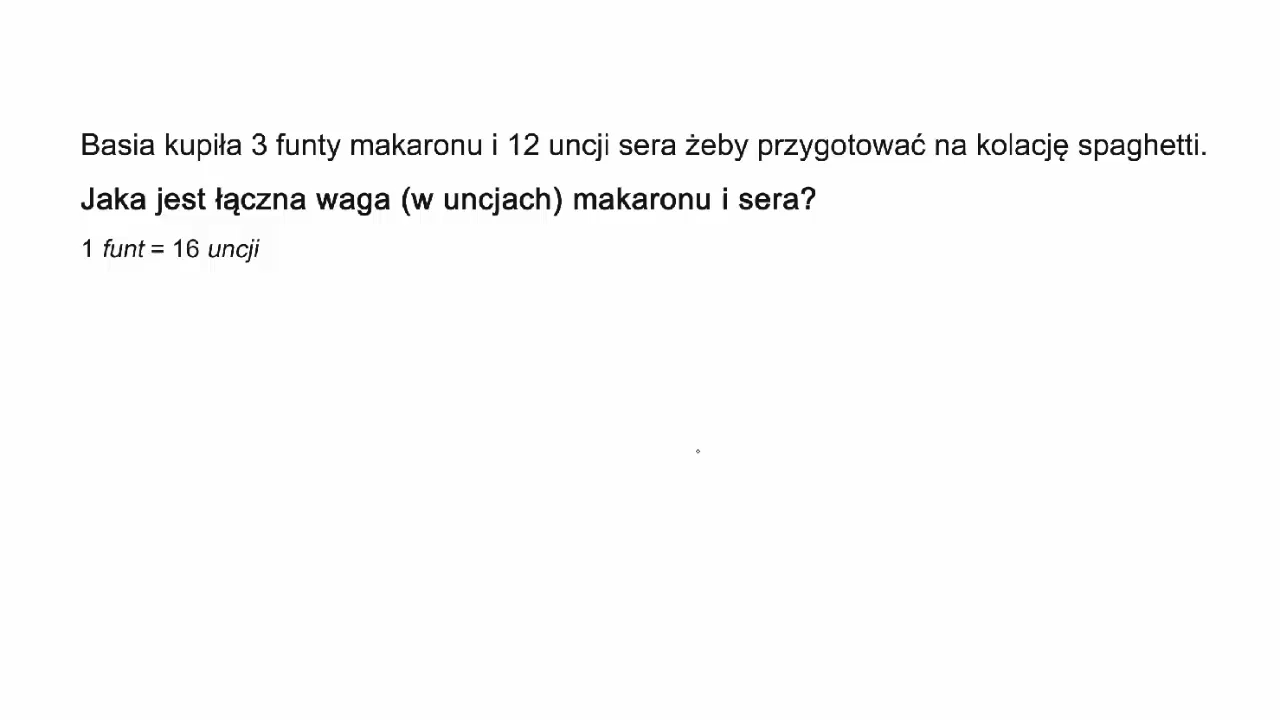 Basia kupiła 3 funty makaronu i 12 uncji sera żeby przygotować na kolację spaghetti.
Jaka jest łączna waga (w uncjach) makaronu i sera?
1 funt = 16 uncji